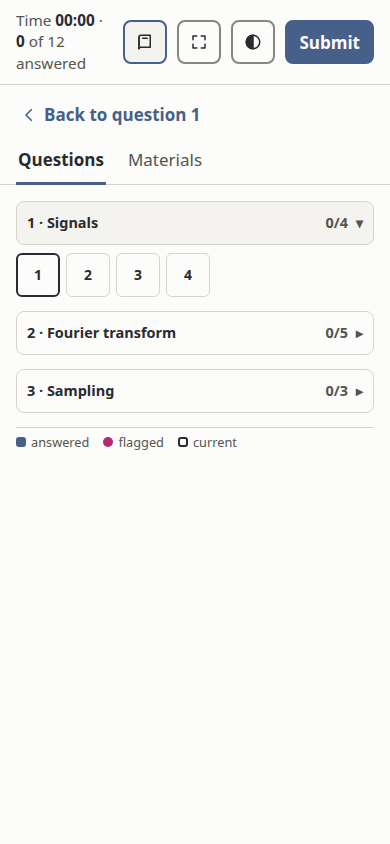 Time 00:00 ·
0 of 12
answered
Submit
Back to question 1
Questions Materials
1 · Signals 0/4 ▾
1 2 3 4
2 · Fourier transform 0/5 ▸
3 · Sampling 0/3 ▸
answered flagged current